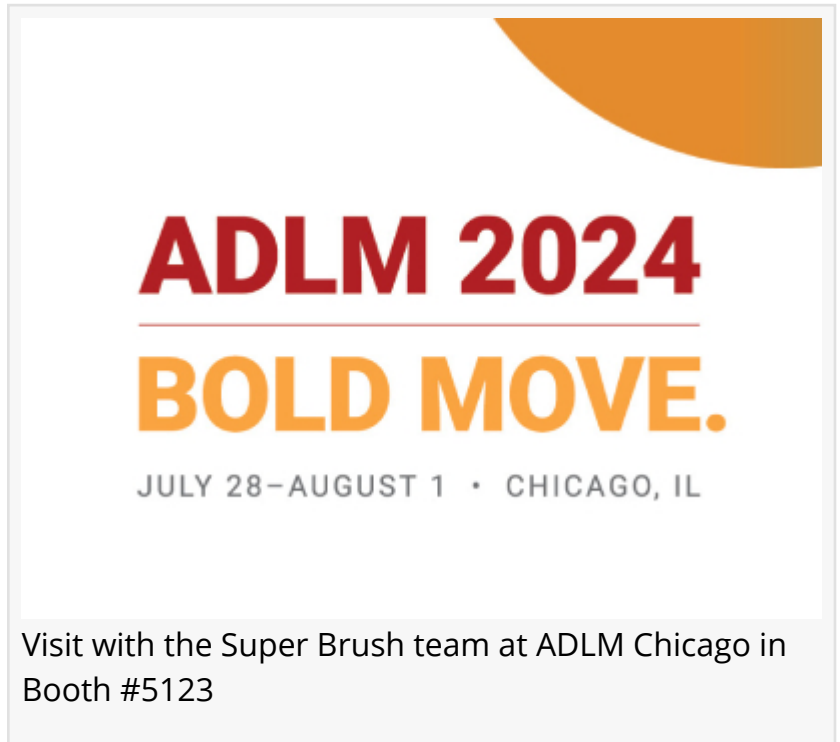 ADLM 2024
BOLD MOVE.
JULY 28–AUGUST 1 • CHICAGO, IL
Visit with the Super Brush team at ADLM Chicago in
Booth #5123